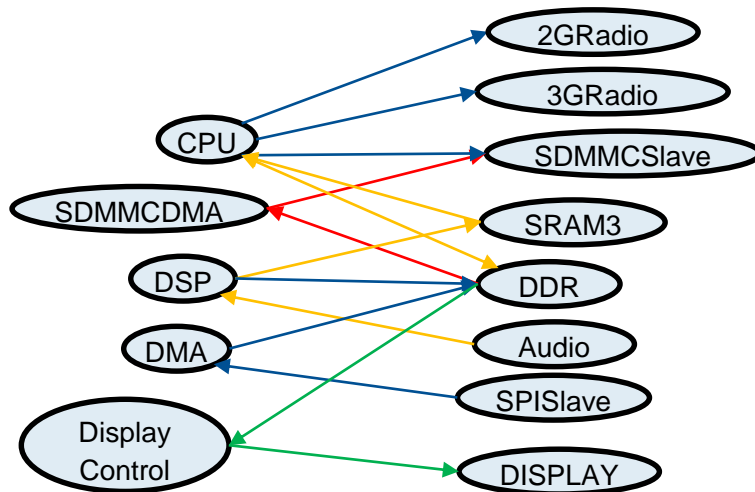 2GRadio
3GRadio
CPU
SDMMCSlave
SDMMCDMA
SRAM3
DSP
DDR
DMA
Audio
SPISlave
Display
Control
DISPLAY